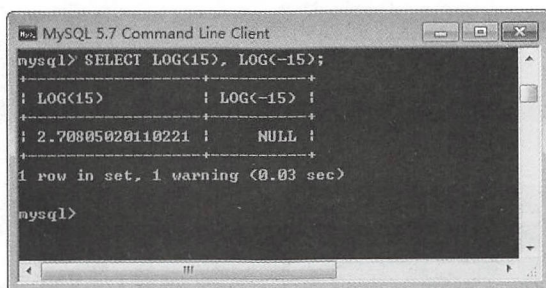 MySQL 5.7 Command Line Client
mysql> SELECT LOG(15), LOG(-15);
+------------------+----------+
| LOG(15)          | LOG(-15) |
+------------------+----------+
| 2.70805020110221 |     NULL |
+------------------+----------+
1 row in set, 1 warning (0.03 sec)
mysql>